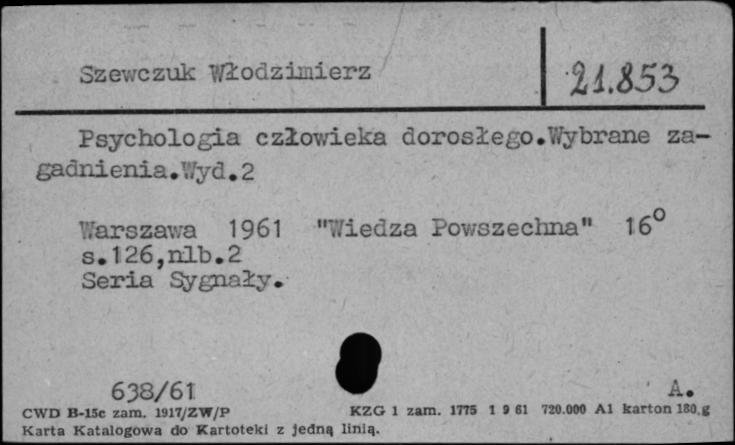 Szewczuk Włodzimierz
21.853
Psychologia człowieka dorosłego.Wybrane za-
gadnienia.Wyd.2
Warszawa 1961 "Wiedza Powszechna" 16°
s.126,nlb.2
Seria Sygnały.
638/61 A.
CWD B-15c zam. 1917/ZW/P KZG 1 zam. 1775 1 9 61 720.000 A1 karton 180 g
Karta Katalogowa do Kartoteki z jedną linią.